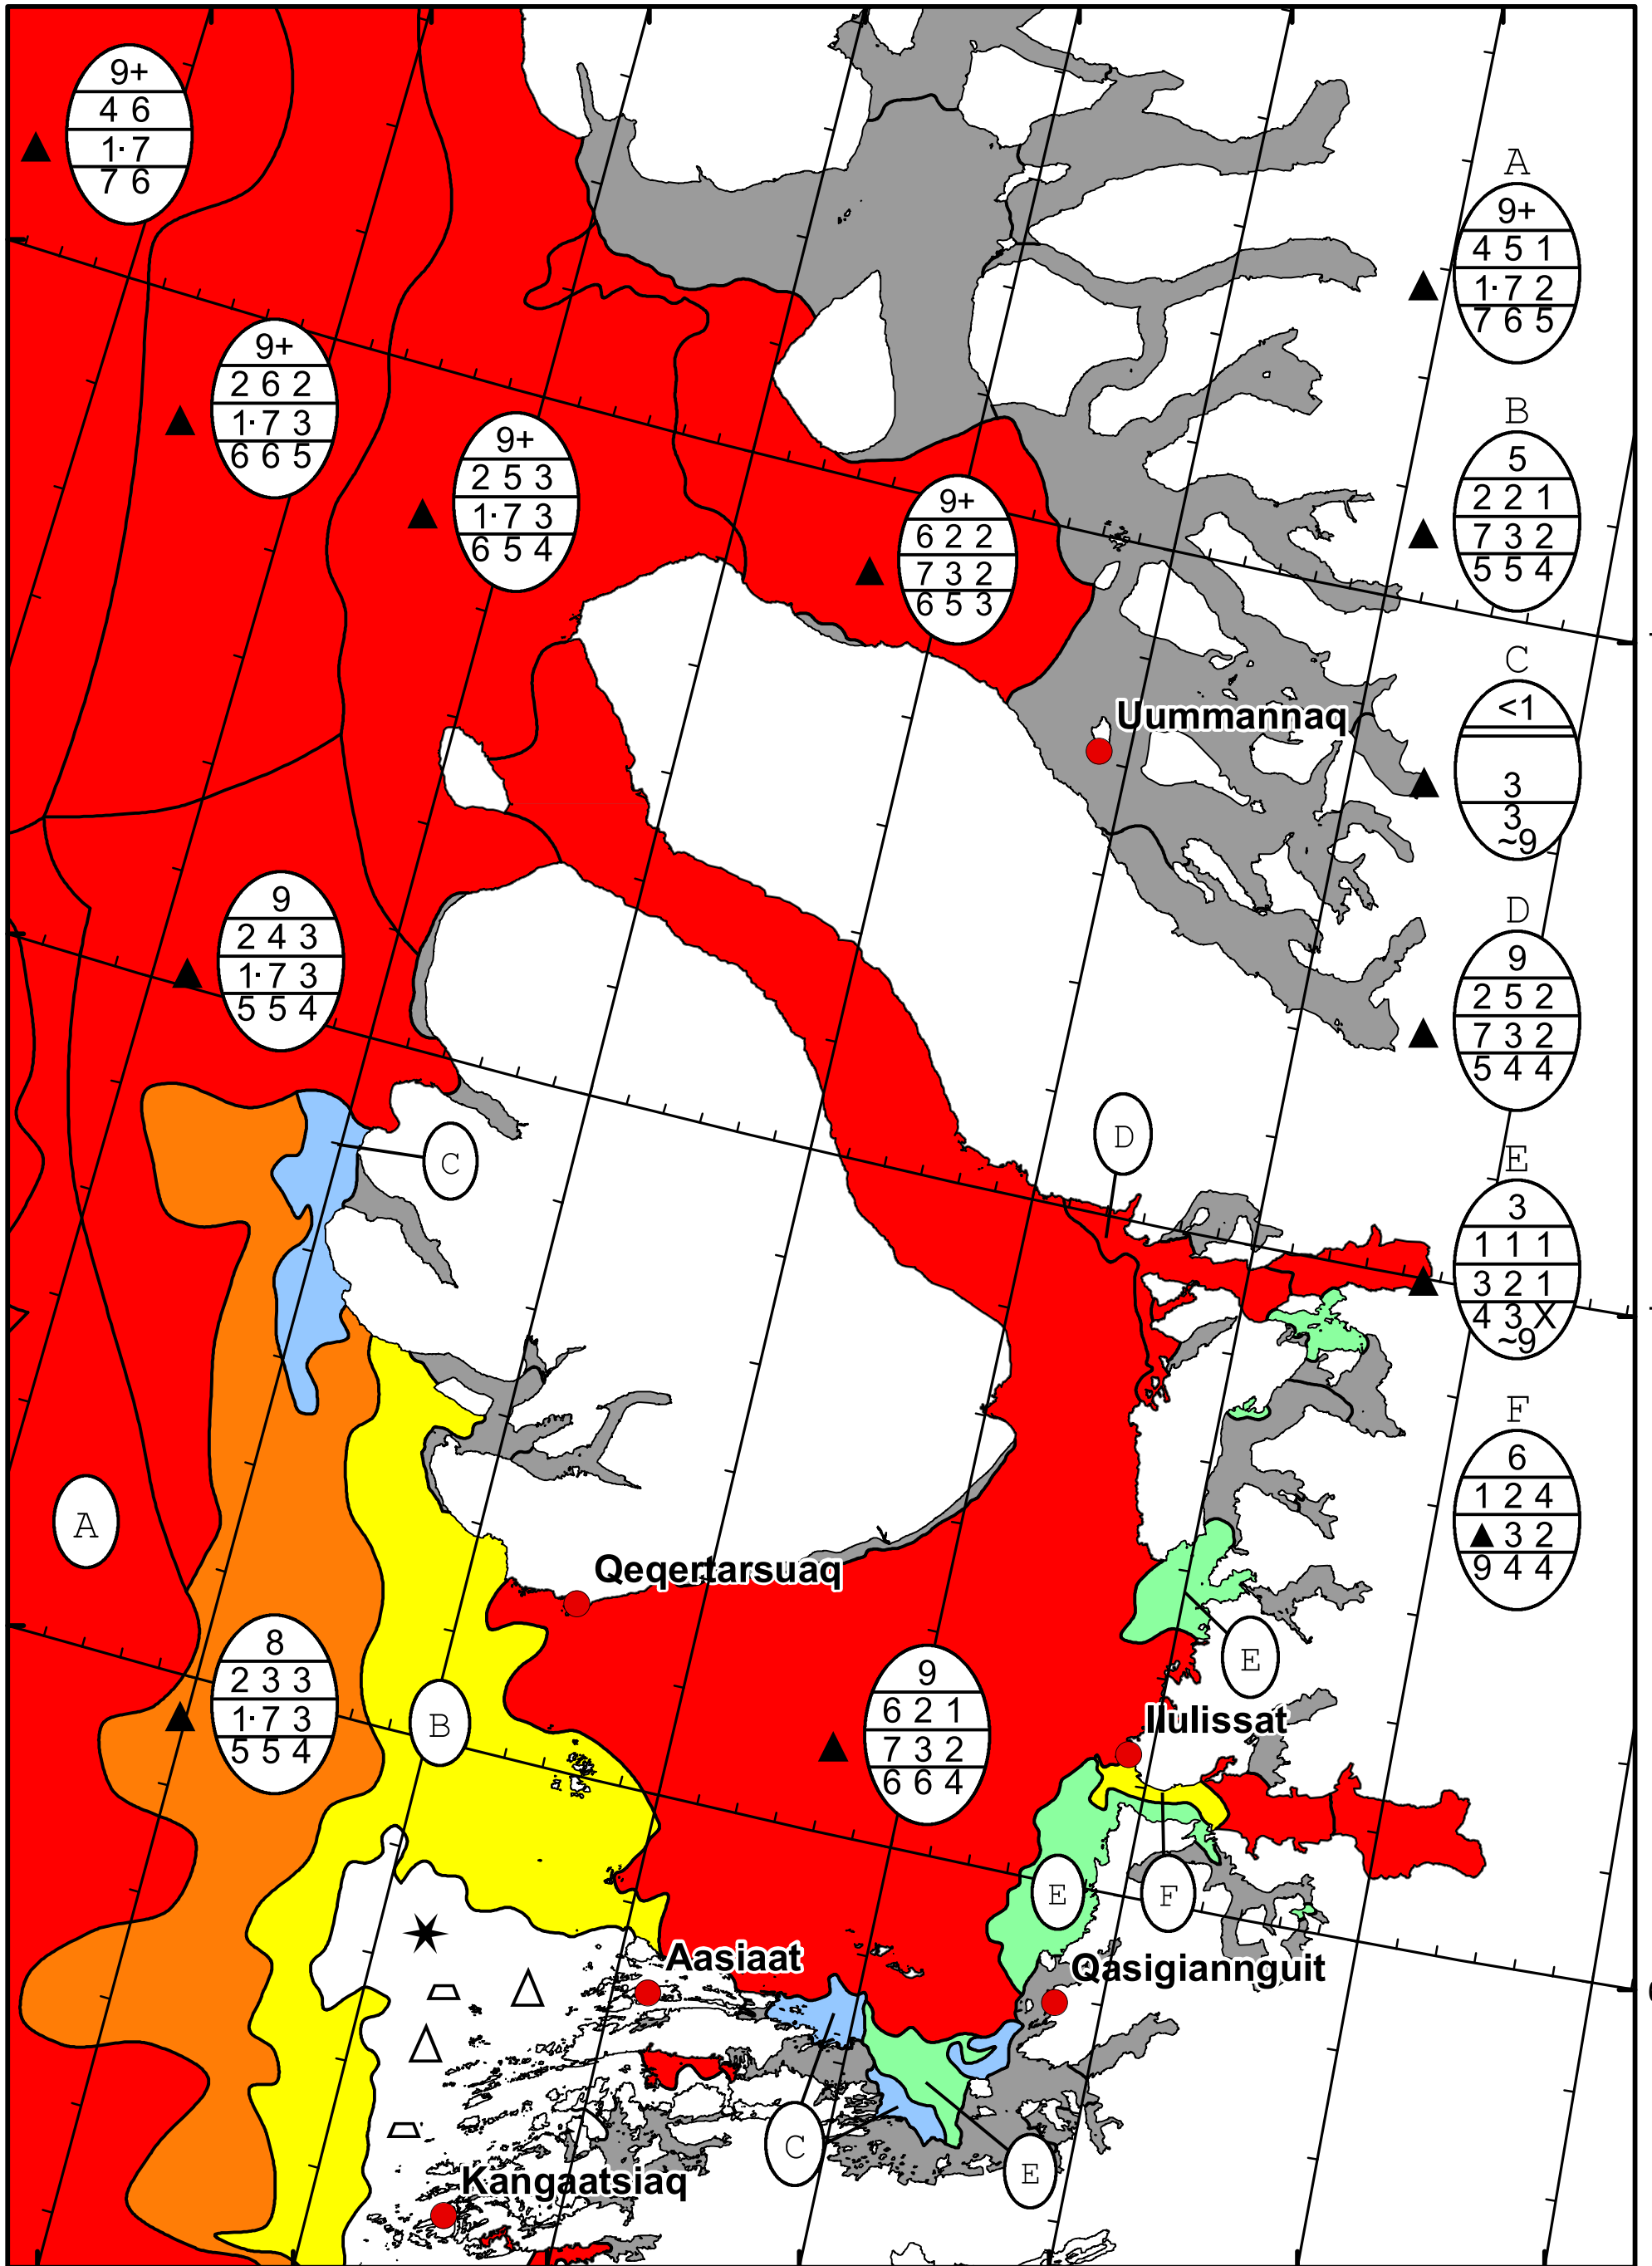 9+
4 6
1· 7
7 6
9+
2 6 2
1· 7 3
6 6 5
9+
2 5 3
1· 7 3
6 5 4
9+
6 2 2
7 3 2
6 5 3
Uummannaq
9
2 4 3
1· 7 3
5 5 4
C
D
A
Qeqertarsuaq
E
8
2 3 3
1· 7 3
5 5 4
B
9
6 2 1
7 3 2
6 6 4
Ilulissat
E
F
Aasiaat
Qasigiannguit
C
E
Kangaatsiaq
A
9+
4 5 1
1· 7 2
7 6 5
B
5
2 2 1
7 3 2
5 5 4
C
<1
3
3
~9
D
9
2 5 2
7 3 2
5 4 4
E
3
1 1 1
3 2 1
4 3 X
~9
F
6
1 2 4
▲ 3 2
9 4 4